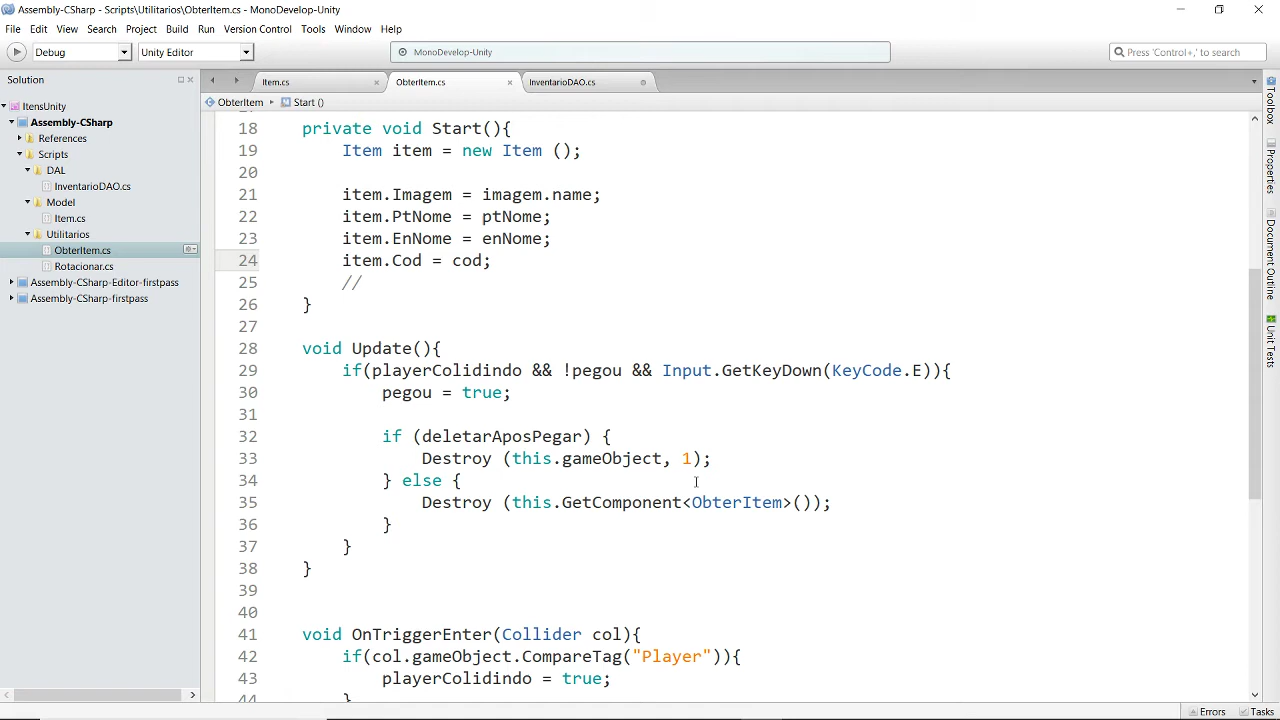 Assembly-CSharp - Scripts\Utilitarios\ObterItem.cs - MonoDevelop-Unity
File Edit View Search Project Build Run Version Control Tools Window Help
Debug Unity Editor MonoDevelop-Unity Press 'Control+,' to search
Solution
Item.cs ObterItem.cs InventarioDAO.cs
ObterItem Start ()
ItensUnity
Assembly-CSharp
References
Scripts
DAL
InventarioDAO.cs
Model
Item.cs
Utilitarios
ObterItem.cs
Rotacionar.cs
Assembly-CSharp-Editor-firstpass
Assembly-CSharp-firstpass
18 private void Start(){
19 Item item = new Item ();
20
21 item.Imagem = imagem.name;
22 item.PtNome = ptNome;
23 item.EnNome = enNome;
24 item.Cod = cod;
25 //
26 }
27
28 void Update(){
29 if(playerColidindo && !pegou && Input.GetKeyDown(KeyCode.E)){
30 pegou = true;
31
32 if (deletarAposPegar) {
33 Destroy (this.gameObject, 1);
34 } else {
35 Destroy (this.GetComponent<ObterItem>());
36 }
37 }
38 }
39
40
41 void OnTriggerEnter(Collider col){
42 if(col.gameObject.CompareTag("Player")){
43 playerColidindo = true;
44 }
Toolbox
Properties
Document Outline
Unit Tests
Errors Tasks